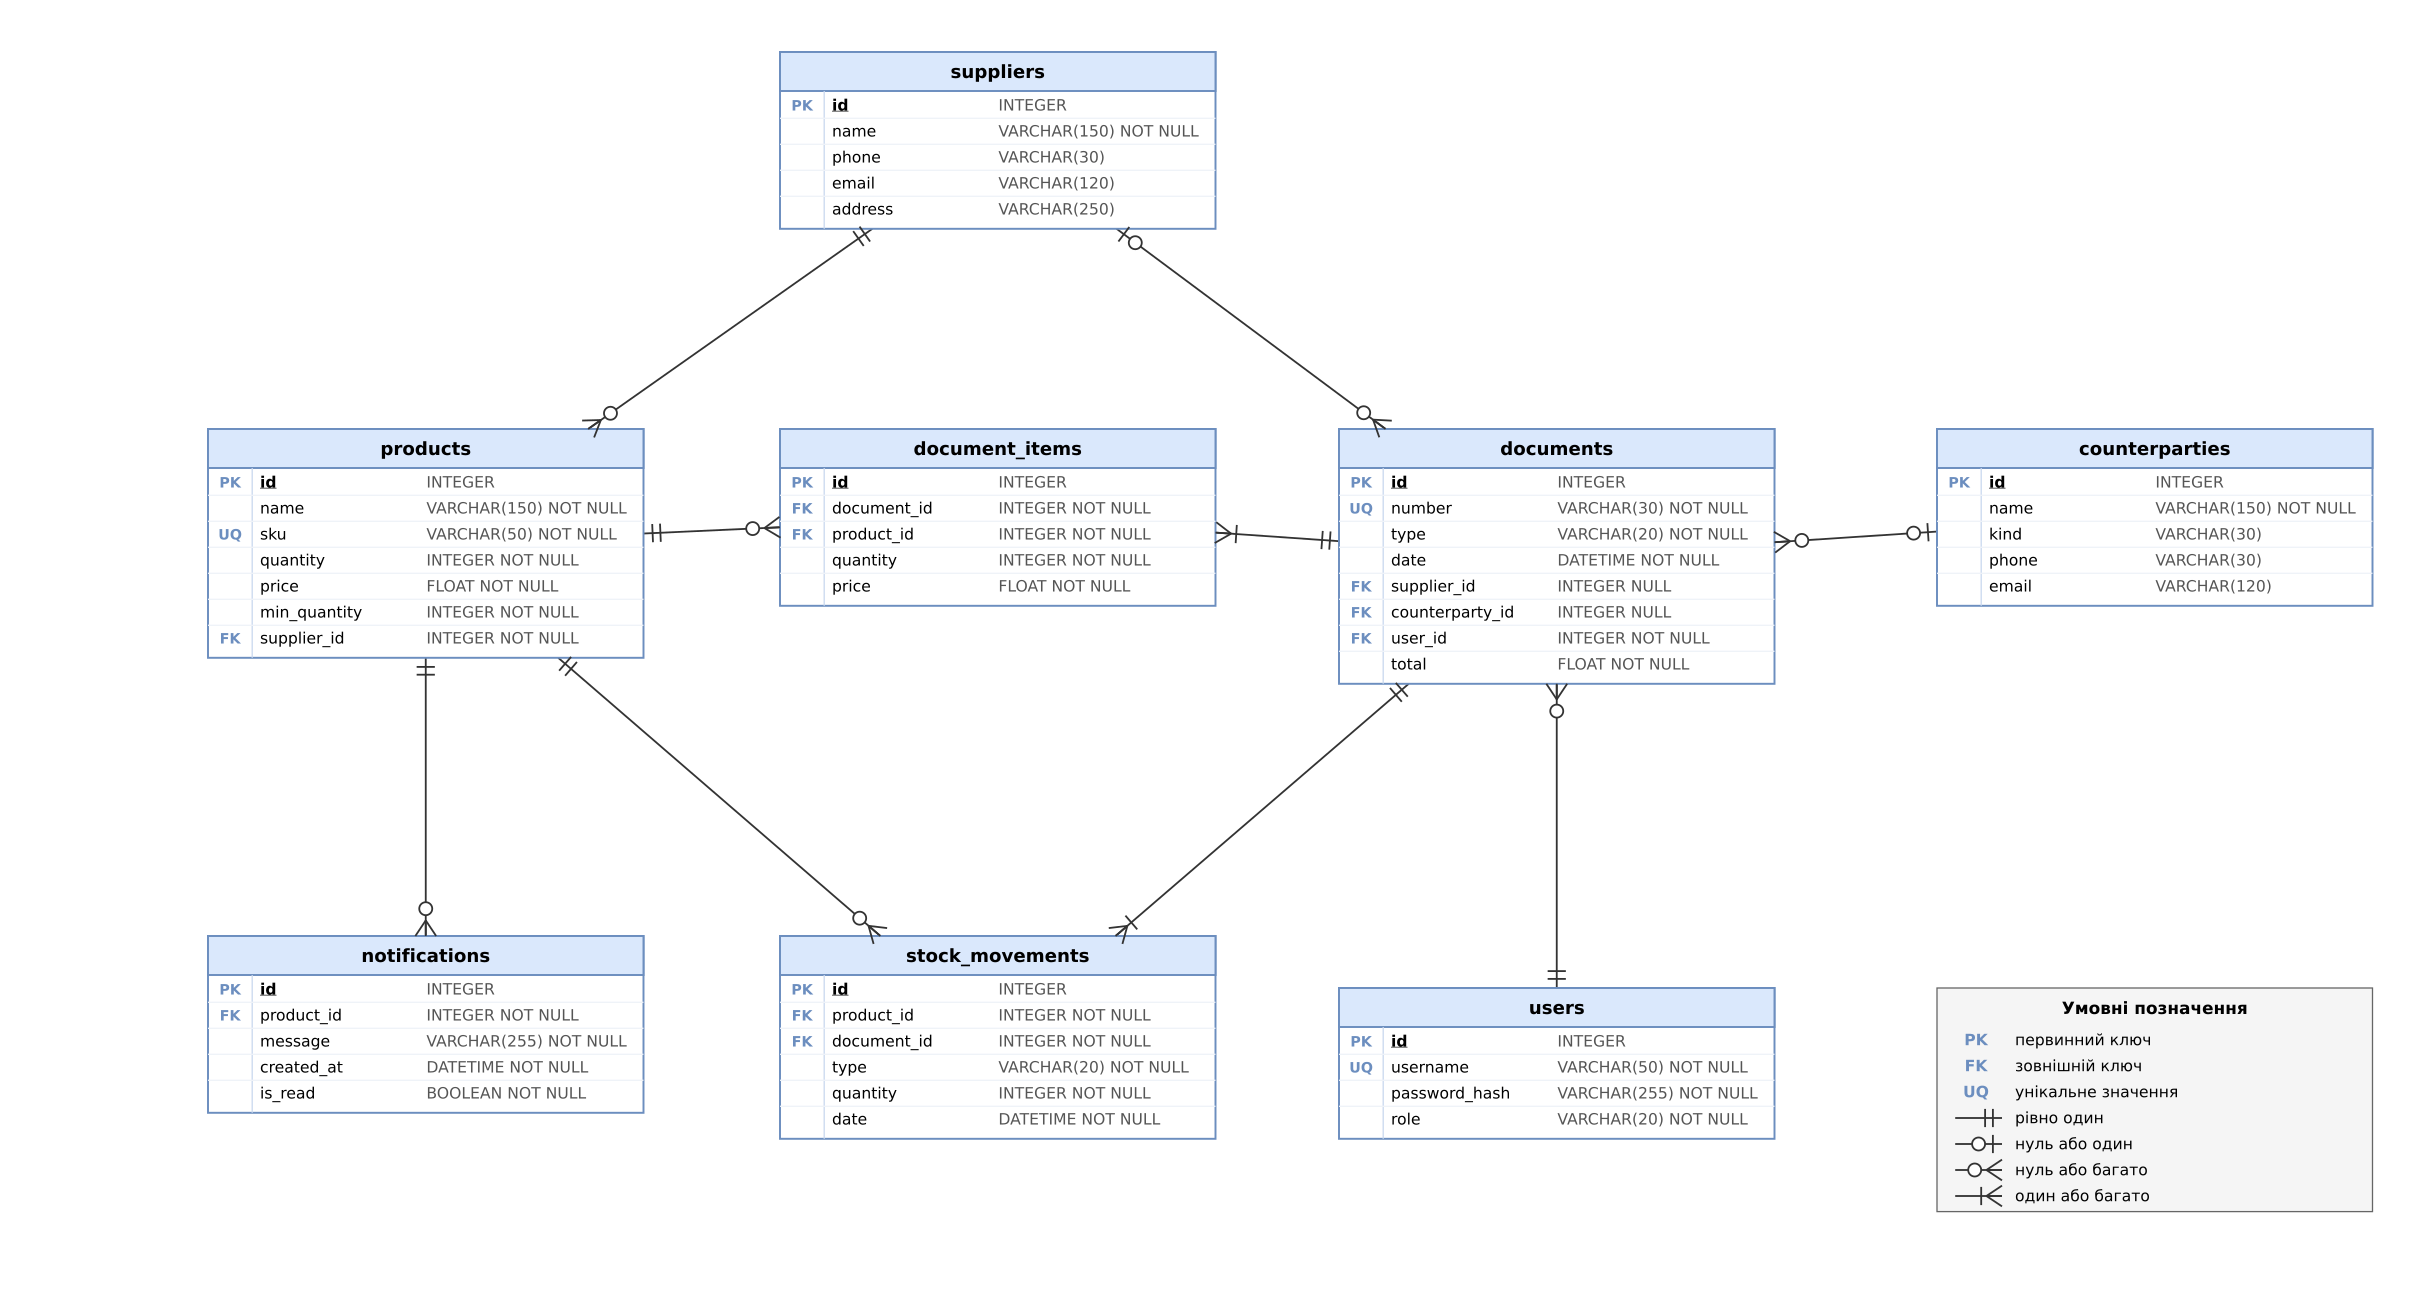 suppliers
PK id INTEGER
name VARCHAR(150) NOT NULL
phone VARCHAR(30)
email VARCHAR(120)
address VARCHAR(250)
products
PK id INTEGER
name VARCHAR(150) NOT NULL
UQ sku VARCHAR(50) NOT NULL
quantity INTEGER NOT NULL
price FLOAT NOT NULL
min_quantity INTEGER NOT NULL
FK supplier_id INTEGER NOT NULL
document_items
PK id INTEGER
FK document_id INTEGER NOT NULL
FK product_id INTEGER NOT NULL
quantity INTEGER NOT NULL
price FLOAT NOT NULL
documents
PK id INTEGER
UQ number VARCHAR(30) NOT NULL
type VARCHAR(20) NOT NULL
date DATETIME NOT NULL
FK supplier_id INTEGER NULL
FK counterparty_id INTEGER NULL
FK user_id INTEGER NOT NULL
total FLOAT NOT NULL
counterparties
PK id INTEGER
name VARCHAR(150) NOT NULL
kind VARCHAR(30)
phone VARCHAR(30)
email VARCHAR(120)
notifications
PK id INTEGER
FK product_id INTEGER NOT NULL
message VARCHAR(255) NOT NULL
created_at DATETIME NOT NULL
is_read BOOLEAN NOT NULL
stock_movements
PK id INTEGER
FK product_id INTEGER NOT NULL
FK document_id INTEGER NOT NULL
type VARCHAR(20) NOT NULL
quantity INTEGER NOT NULL
date DATETIME NOT NULL
users
PK id INTEGER
UQ username VARCHAR(50) NOT NULL
password_hash VARCHAR(255) NOT NULL
role VARCHAR(20) NOT NULL
Умовні позначення
PK первинний ключ
FK зовнішній ключ
UQ унікальне значення
рівно один
нуль або один
нуль або багато
один або багато